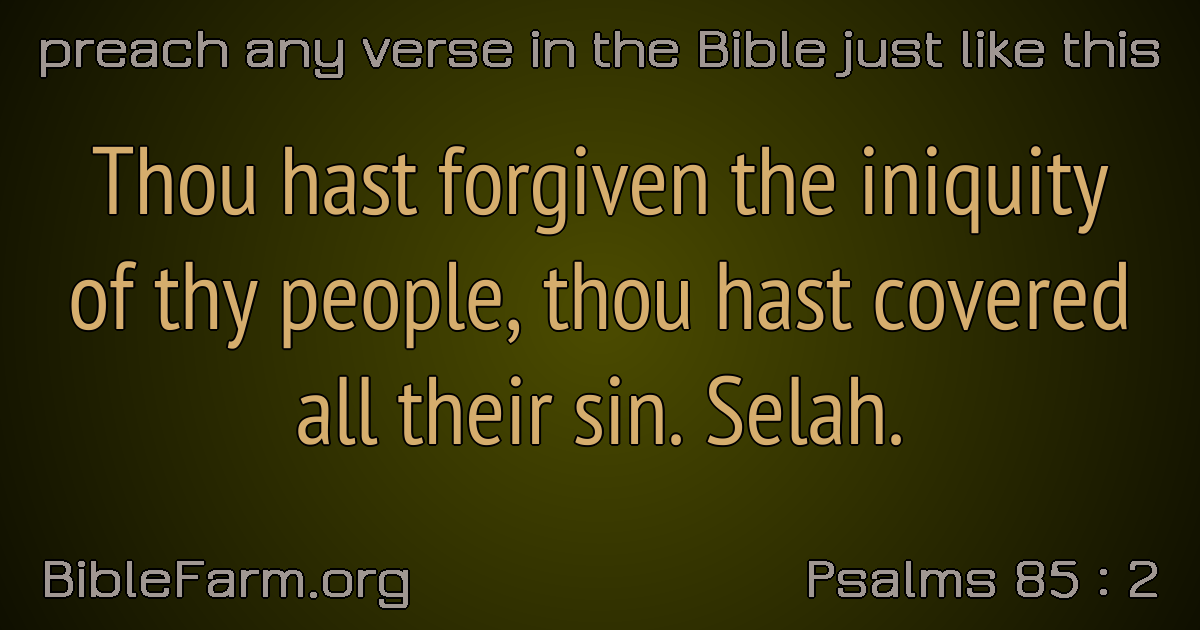 preach any verse in the Bible just like this
Thou hast forgiven the iniquity
of thy people, thou hast covered
all their sin. Selah.
BibleFarm.org
Psalms 85 : 2